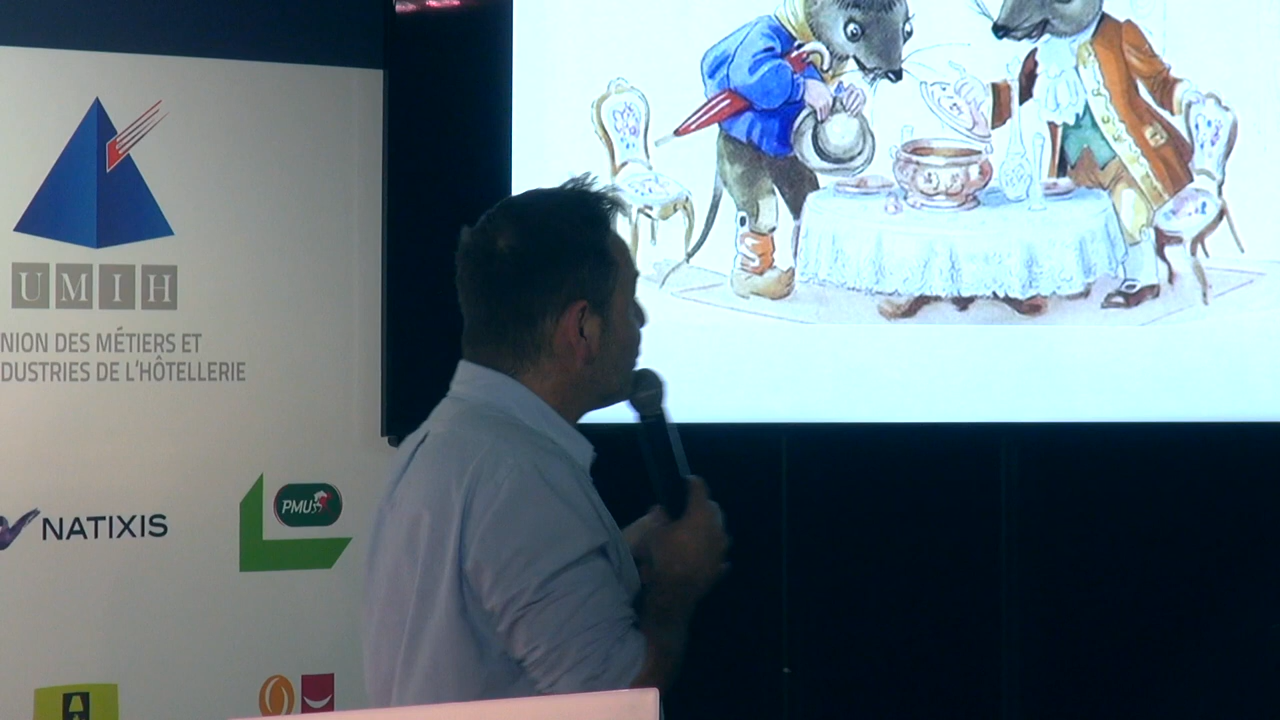 UMIH
NION DES MÉTIERS ET
DUSTRIES DE L'HÔTELLERIE
NATIXIS
PMU